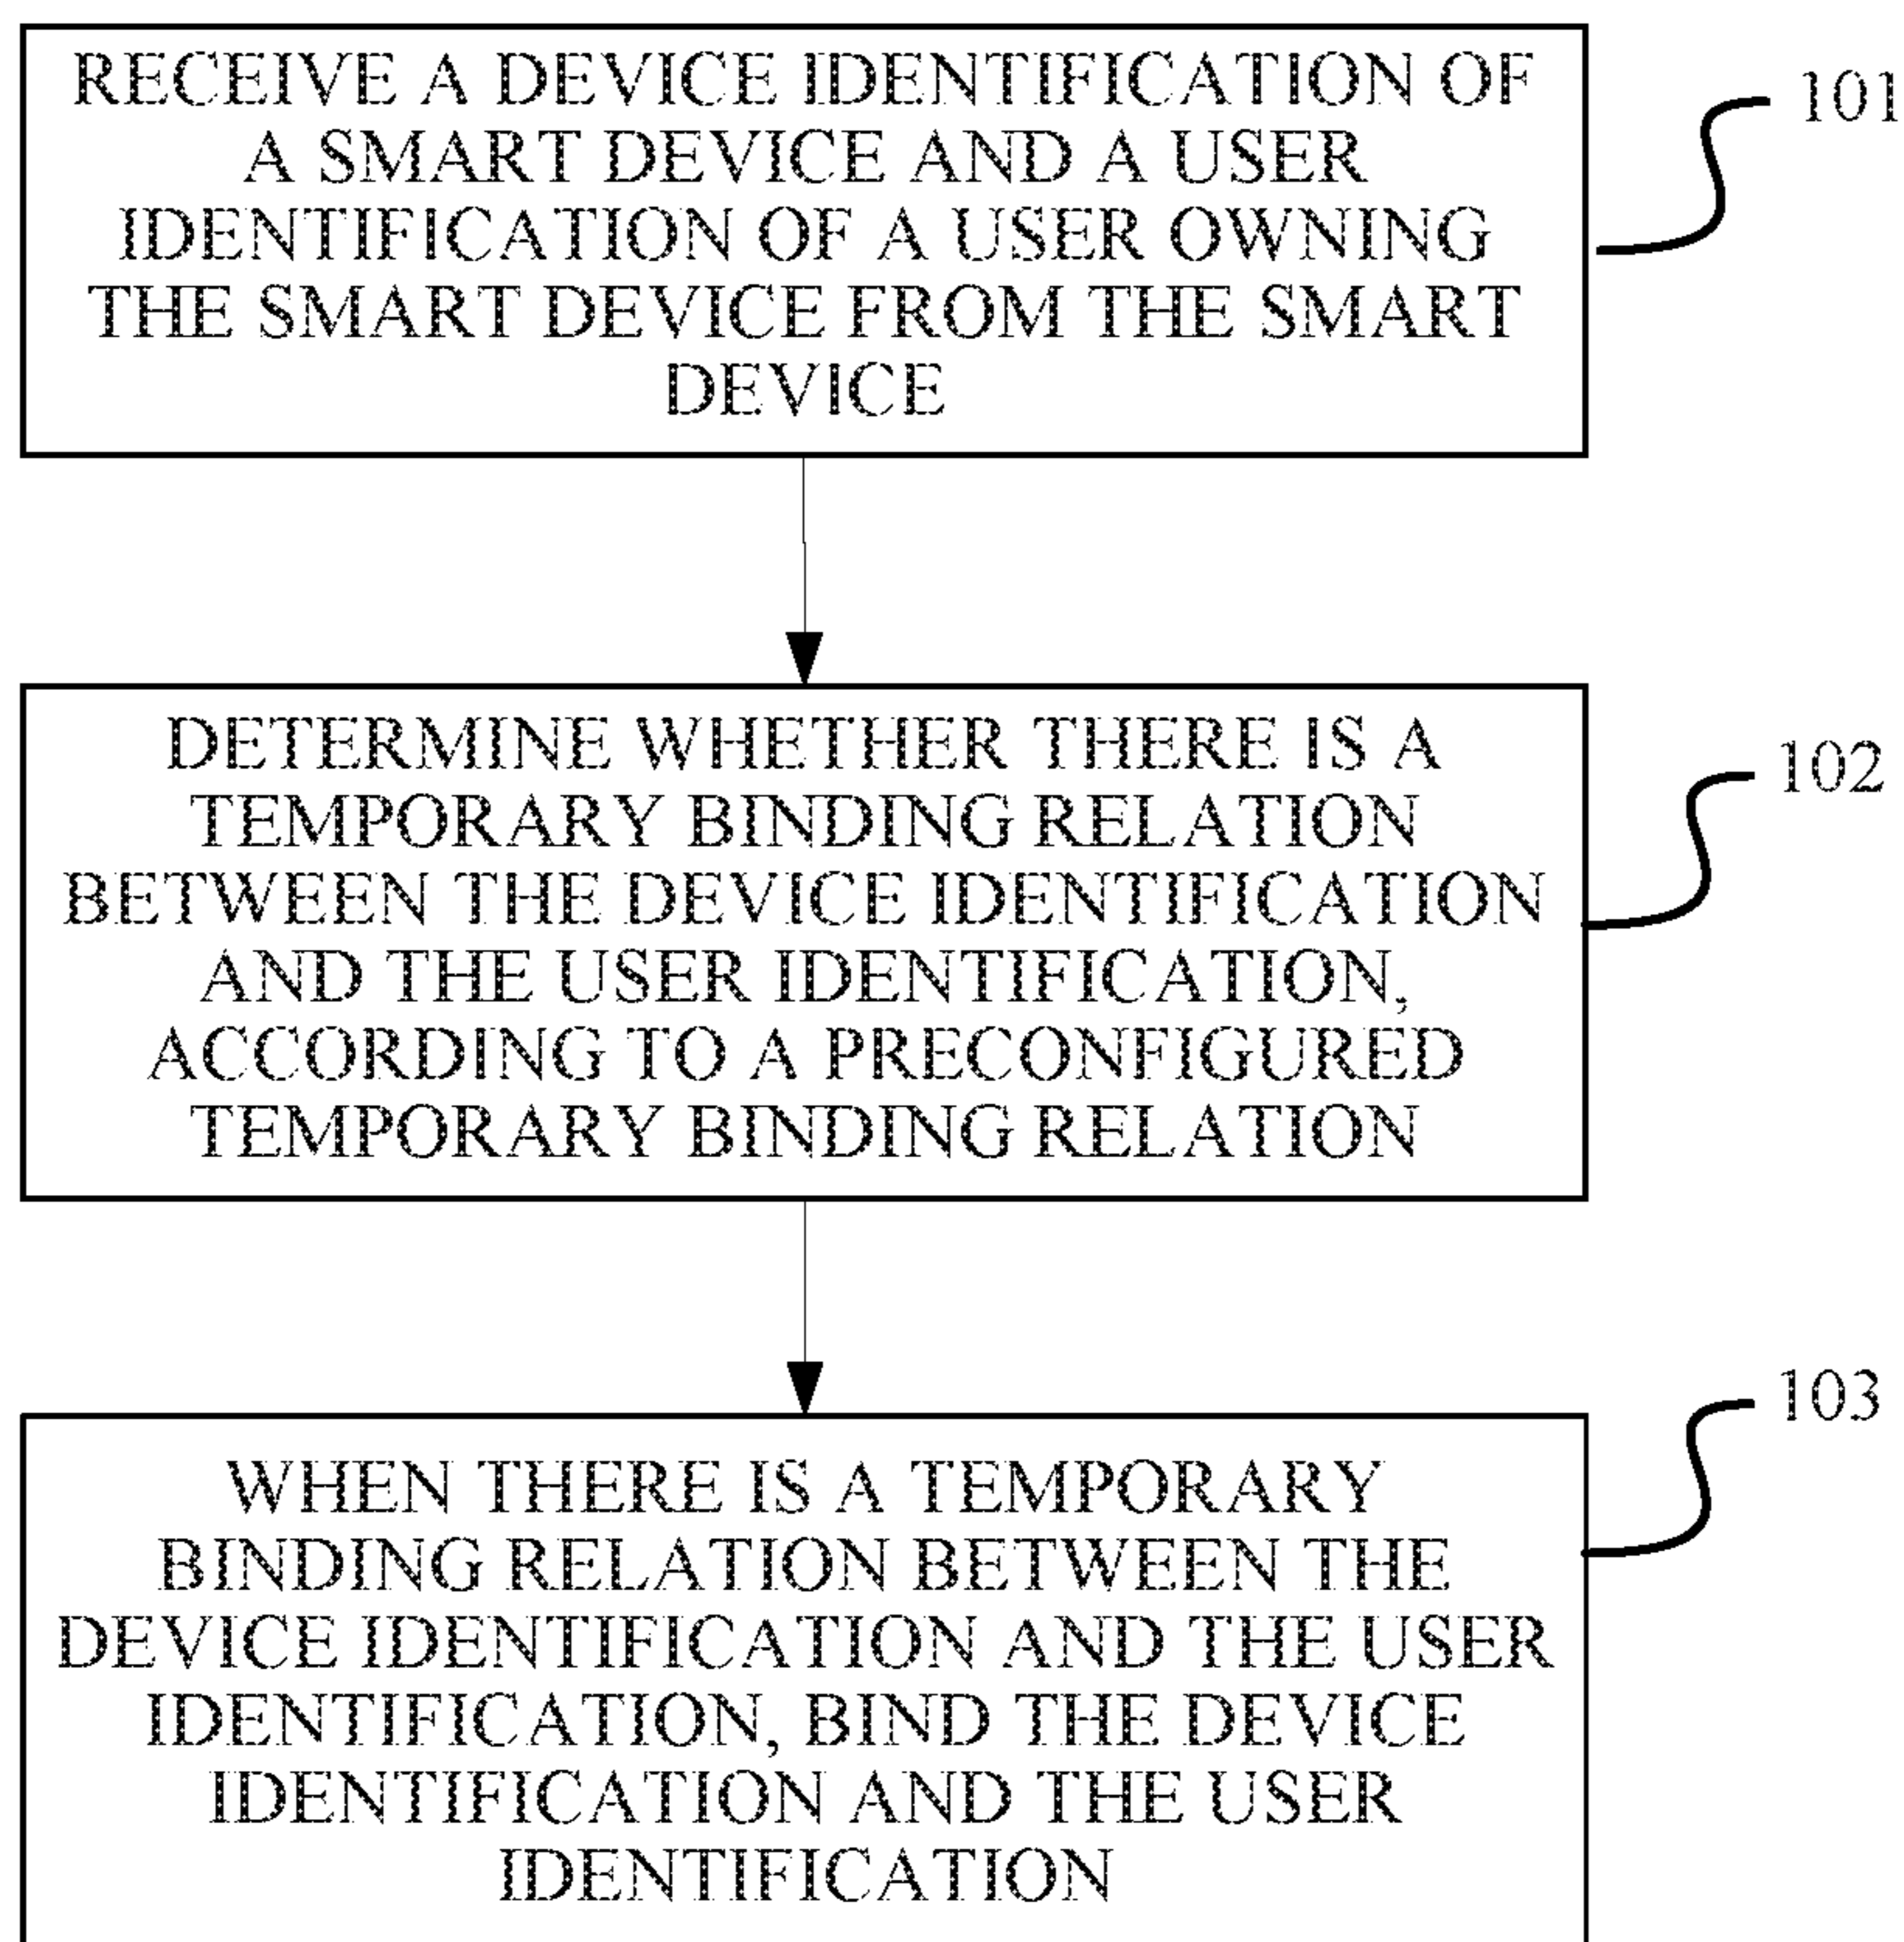 RECEIVE A DEVICE IDENTIFICATION OF
A SMART DEVICE AND A USER
IDENTIFICATION OF A USER OWNING
THE SMART DEVICE FROM THE SMART
DEVICE
101
DETERMINE WHETHER THERE IS A
TEMPORARY BINDING RELATION
BETWEEN THE DEVICE IDENTIFICATION
AND THE USER IDENTIFICATION,
ACCORDING TO A PRECONFIGURED
TEMPORARY BINDING RELATION
102
WHEN THERE IS A TEMPORARY
BINDING RELATION BETWEEN THE
DEVICE IDENTIFICATION AND THE USER
IDENTIFICATION, BIND THE DEVICE
IDENTIFICATION AND THE USER
IDENTIFICATION
103